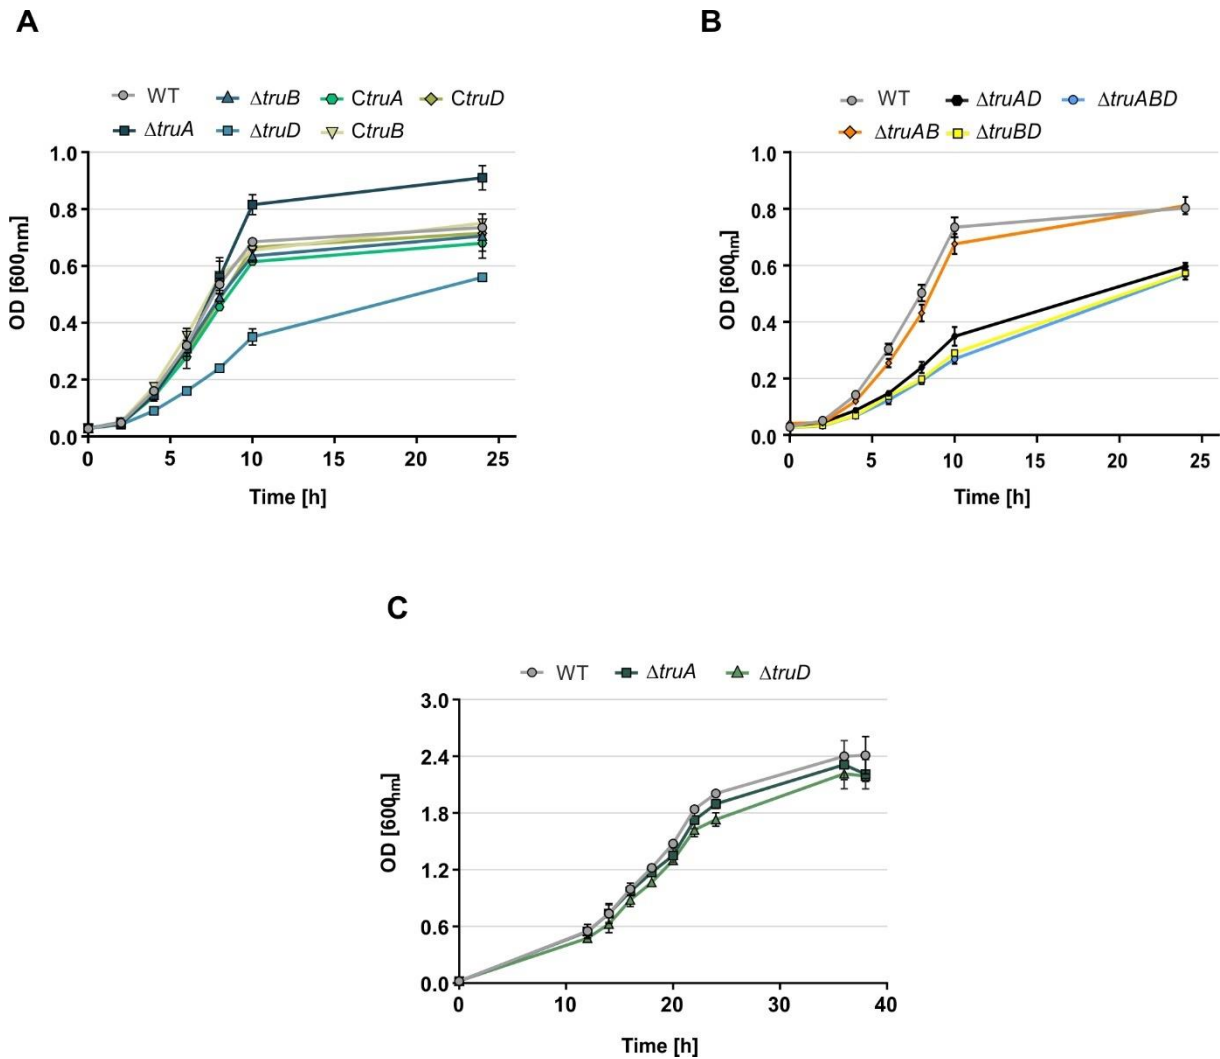 A
B
WT ΔtruB CtruA CtruD
ΔtruA ΔtruD CtruB
WT ΔtruAD ΔtruABD
ΔtruAB ΔtruBD
1.0
0.8
0.6
0.4
0.2
0.0
OD [600nm]
0 5 10 15 20 25
Time [h]
1.0
0.8
0.6
0.4
0.2
0.0
OD [600nm]
0 5 10 15 20 25
Time [h]
C
WT ΔtruA ΔtruD
3.0
2.4
1.8
1.2
0.6
0.0
OD [600nm]
0 10 20 30 40
Time [h]